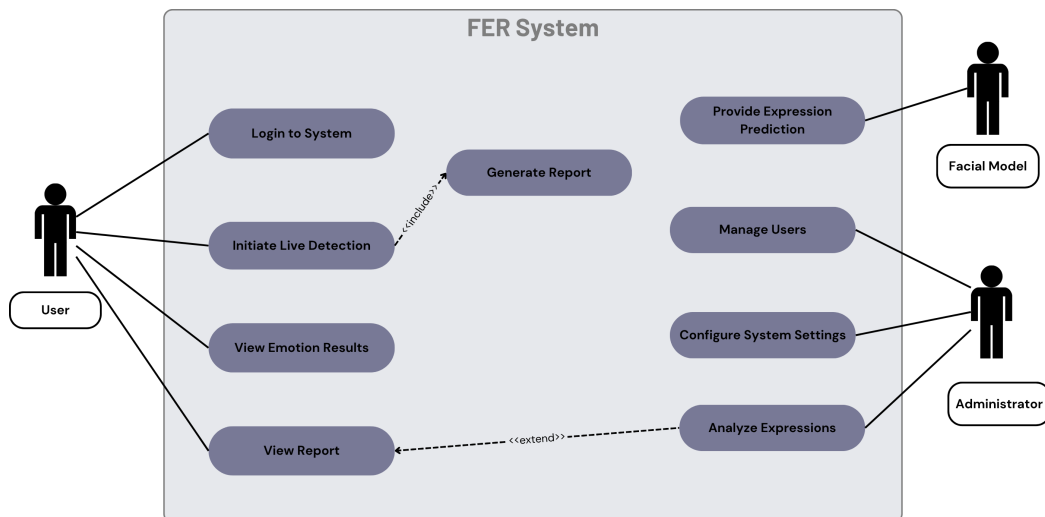 FER System
Login to System
Provide Expression
Prediction
Generate Report
Facial Model
<<include>>
Manage Users
Initiate Live Detection
User
View Emotion Results
Configure System Settings
Administrator
Analyze Expressions
<<extend>>
View Report